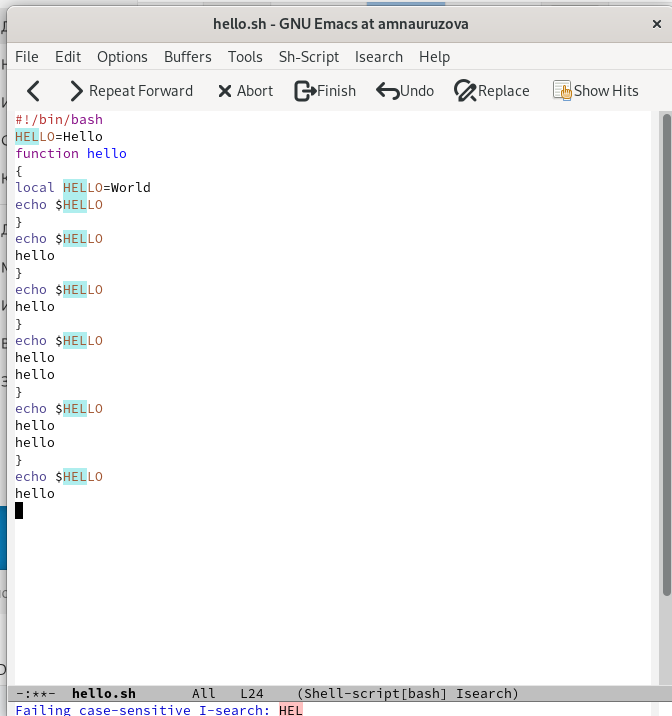 hello.sh - GNU Emacs at amnauruzova
File Edit Options Buffers Tools Sh-Script Isearch Help
Repeat Forward Abort Finish Undo Replace Show Hits
#!/bin/bash
HELLO=Hello
function hello
{
local HELLO=World
echo $HELLO
}
echo $HELLO
hello
}
echo $HELLO
hello
}
echo $HELLO
hello
hello
}
echo $HELLO
hello
hello
}
echo $HELLO
hello
-:**- hello.sh All L24 (Shell-script[bash] Isearch)
Failing case-sensitive I-search: HEL